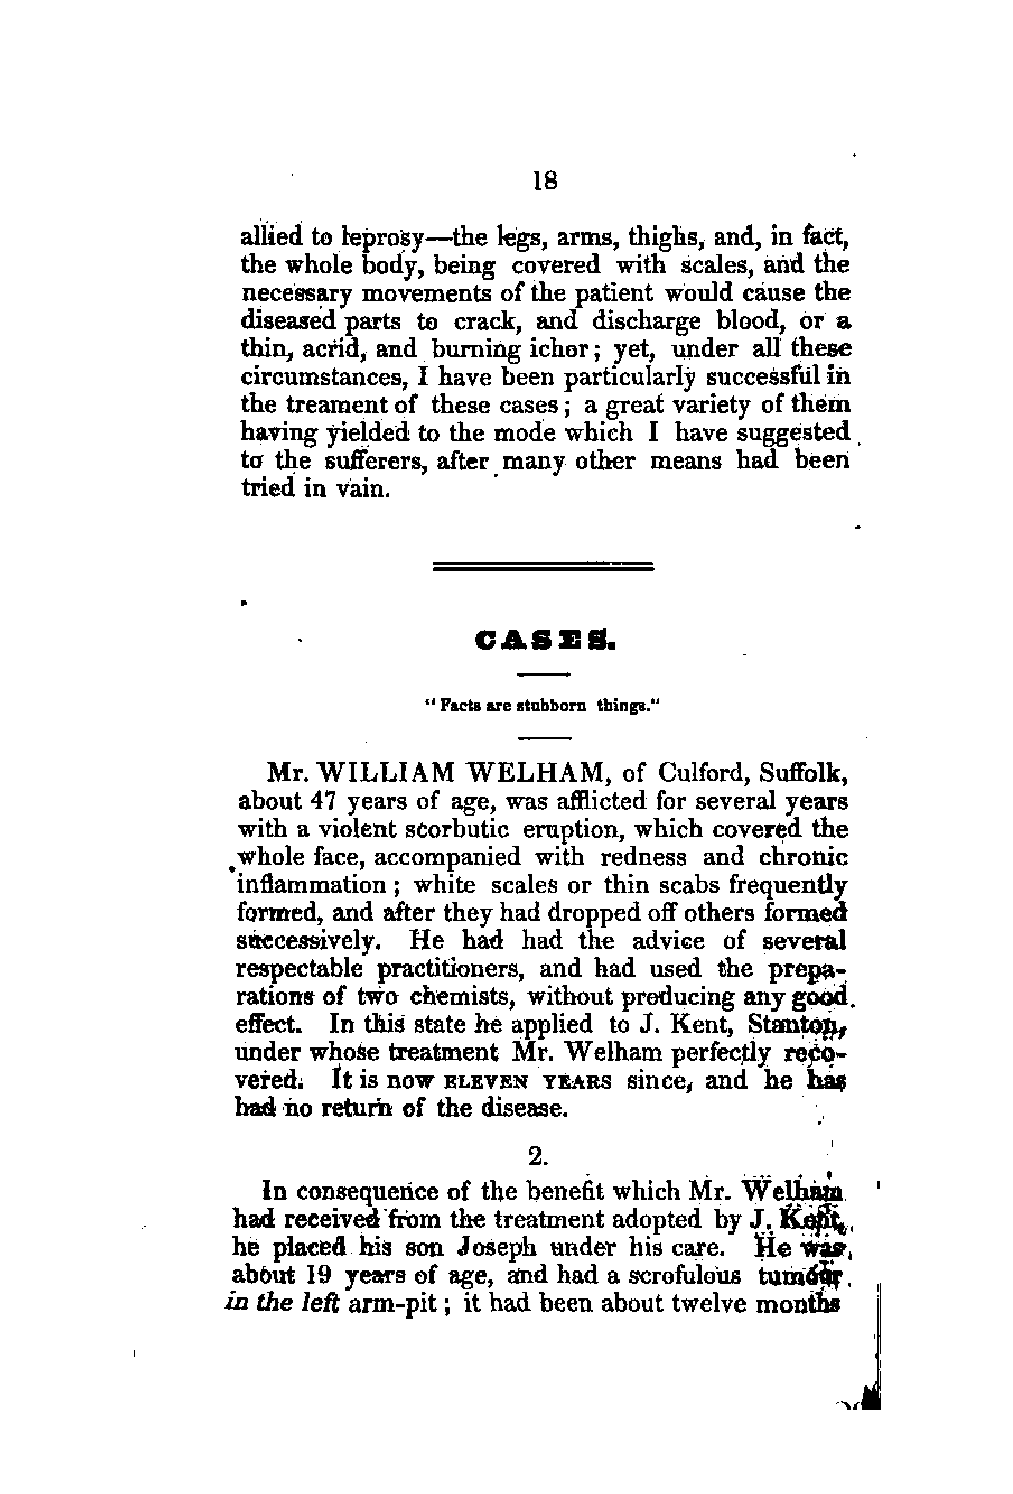 18
allied to leprosy—the legs, arms, thighs, and, in fact,
the whole body, being covered with scales, and the
necessary movements of the patient would cause the
diseased parts to crack, and discharge blood, or a
thin, acrid, and burning ichor; yet, under all these
circumstances, I have been particularly successful in
the treament of these cases; a great variety of them
having yielded to the mode which I have suggested
to the sufferers, after many other means had been
tried in vain.
CASES.
"Facts are stubborn things."
Mr. WILLIAM WELHAM, of Culford, Suffolk,
about 47 years of age, was afflicted for several years
with a violent scorbutic eruption, which covered the
whole face, accompanied with redness and chronic
inflammation; white scales or thin scabs frequently
formed, and after they had dropped off others formed
successively. He had had the advice of several
respectable practitioners, and had used the prepa-
rations of two chemists, without producing any good
effect. In this state he applied to J. Kent, Stanton,
under whose treatment Mr. Welham perfectly reco-
vered. It is now ELEVEN YEARS since, and he has
had no return of the disease.
2.
In consequence of the benefit which Mr. Welham
had received from the treatment adopted by J. Kent,
he placed his son Joseph under his care. He was
about 19 years of age, and had a scrofulous tumour
in the left arm-pit; it had been about twelve months